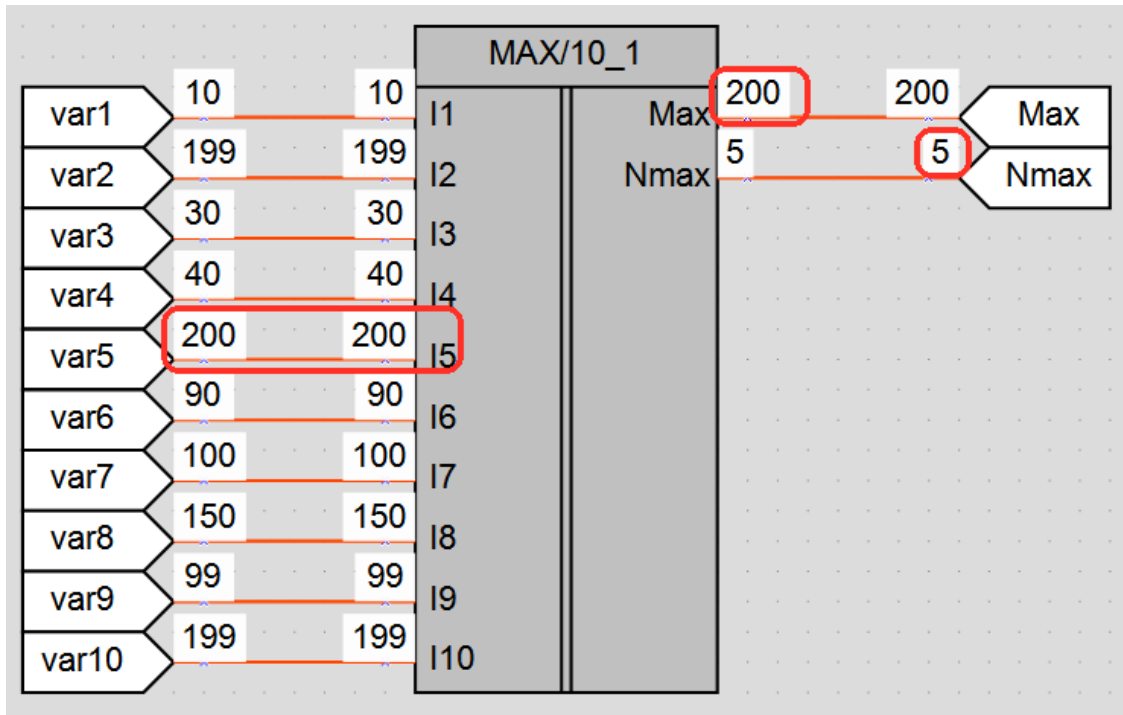 MAX/10_1
var1 10 10 I1 Max 200 200 Max
var2 199 199 I2 Nmax 5 5 Nmax
var3 30 30 I3
var4 40 40 I4
var5 200 200 I5
var6 90 90 I6
var7 100 100 I7
var8 150 150 I8
var9 99 99 I9
var10 199 199 I10